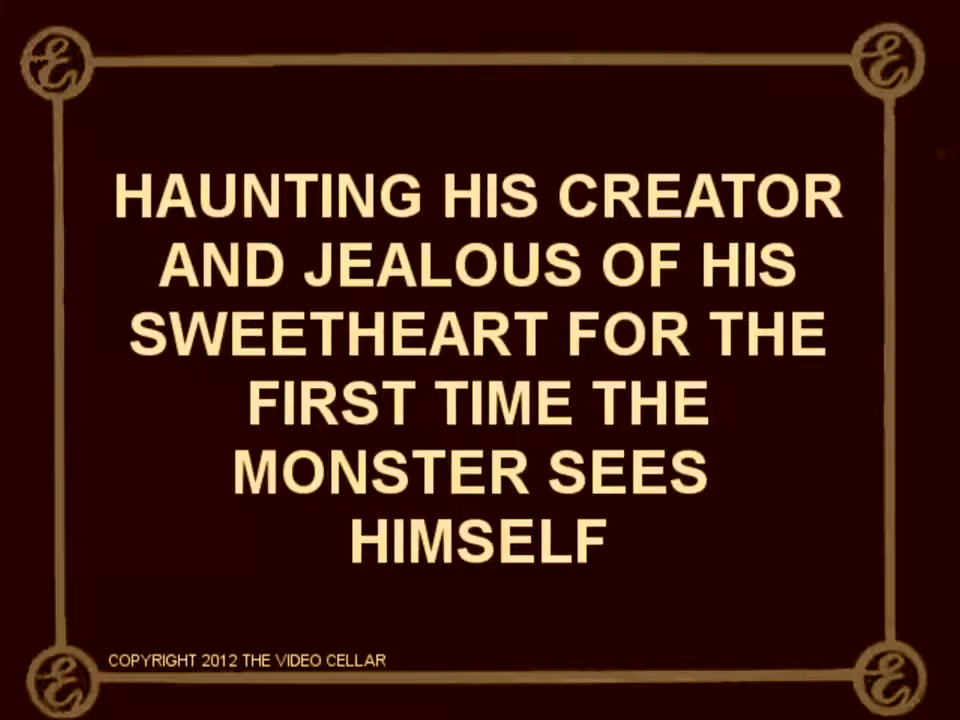 HAUNTING HIS CREATOR
AND JEALOUS OF HIS
SWEETHEART FOR THE
FIRST TIME THE
MONSTER SEES
HIMSELF
COPYRIGHT 2012 THE VIDEO CELLAR